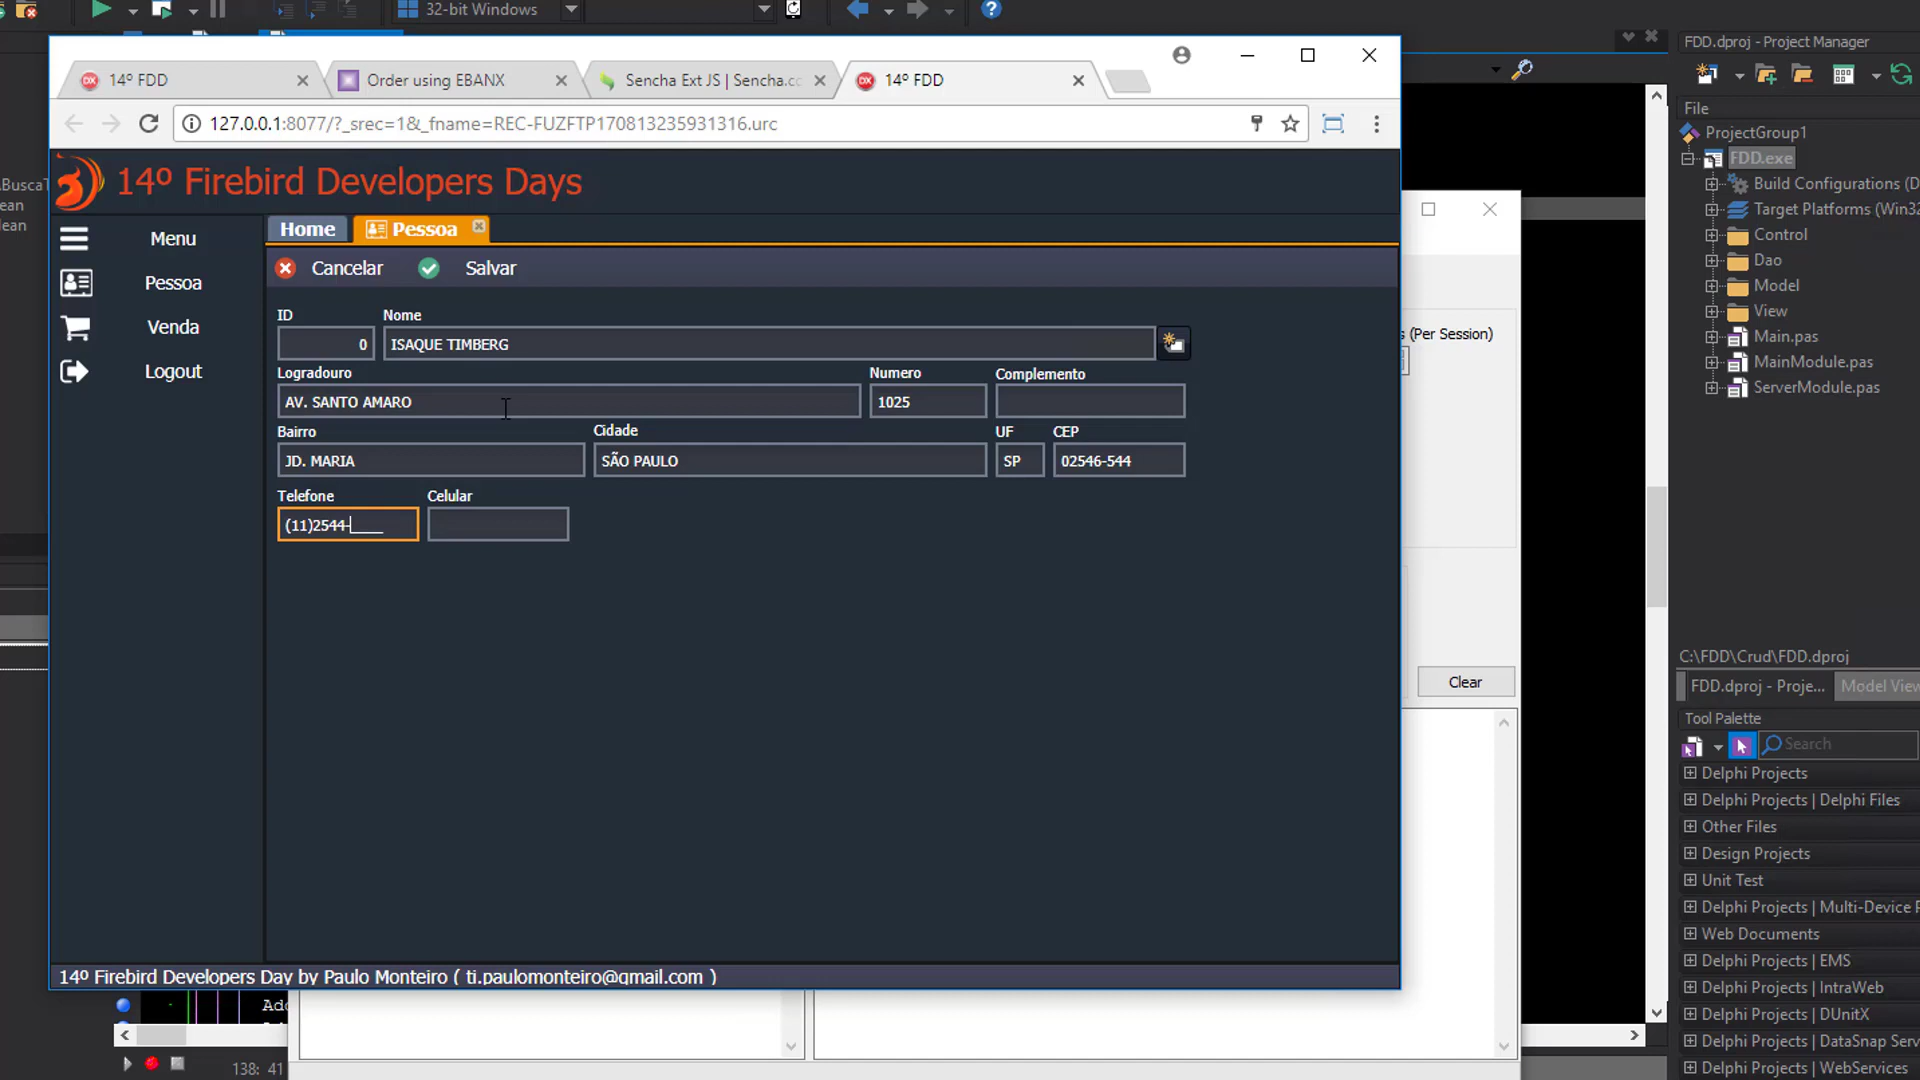 32-bit Windows
FDD.dproj - Project Manager
14º FDD
Order using EBANX
Sencha Ext JS | Sencha.cc
14º FDD
127.0.0.1:8077/?_srec=1&_fname=REC-FUZFTP170813235931316.urc
File
ProjectGroup1
FDD.exe
Build Configurations (D
Target Platforms (Win32
Control
Dao
Model
View
Main.pas
MainModule.pas
ServerModule.pas
\BuscaT
ean
ean
14º Firebird Developers Days
Menu
Pessoa
Venda
Logout
Home
Pessoa
Cancelar
Salvar
ID
Nome
0
ISAQUE TIMBERG
Logradouro
Numero
Complemento
AV. SANTO AMARO
1025
Bairro
Cidade
UF
CEP
JD. MARIA
SÃO PAULO
SP
02546-544
Telefone
Celular
(11)2544-____
s (Per Session)
Clear
C:\FDD\Crud\FDD.dproj
FDD.dproj - Proje...
Model View
Tool Palette
Search
Delphi Projects
Delphi Projects | Delphi Files
Other Files
Design Projects
Unit Test
Delphi Projects | Multi-Device P
Web Documents
Delphi Projects | EMS
Delphi Projects | IntraWeb
Delphi Projects | DUnitX
Delphi Projects | DataSnap Serv
Delphi Projects | WebServices
14º Firebird Developers Day by Paulo Monteiro ( ti.paulomonteiro@gmail.com )
Add
138: 41